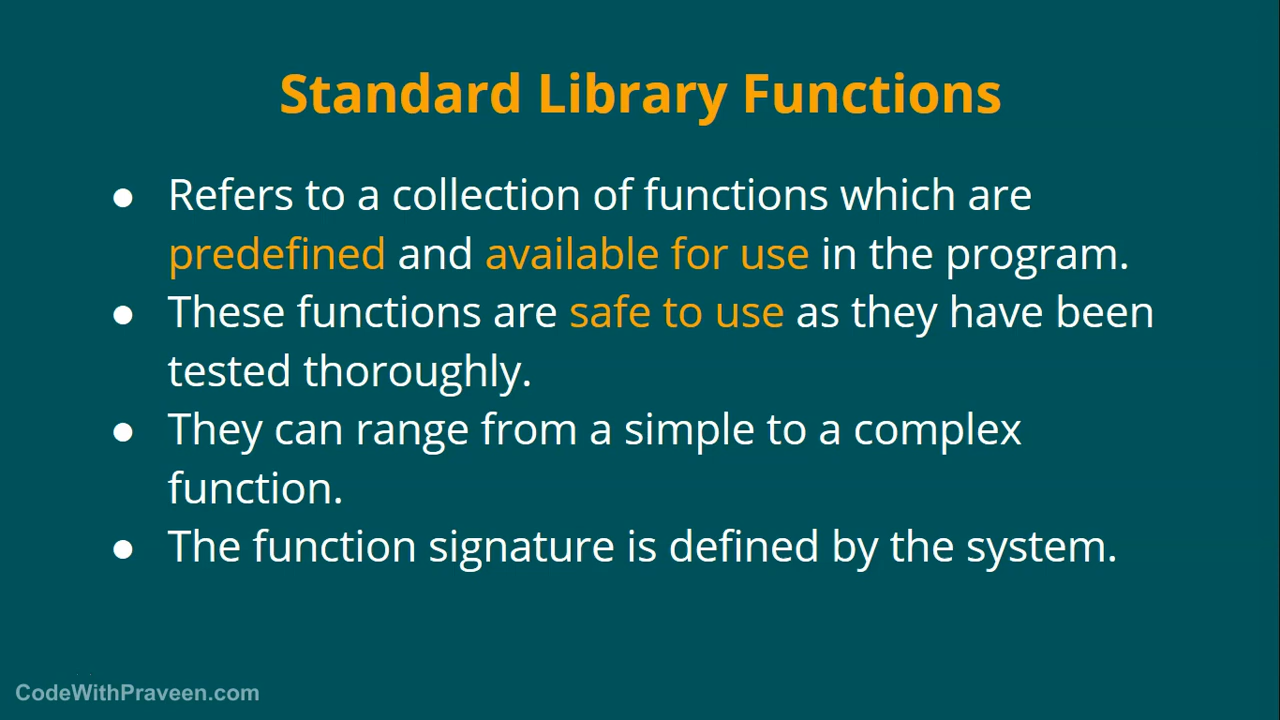 Standard Library Functions
● Refers to a collection of functions which are
predefined and available for use in the program.
● These functions are safe to use as they have been
tested thoroughly.
● They can range from a simple to a complex
function.
● The function signature is defined by the system.
CodeWithPraveen.com